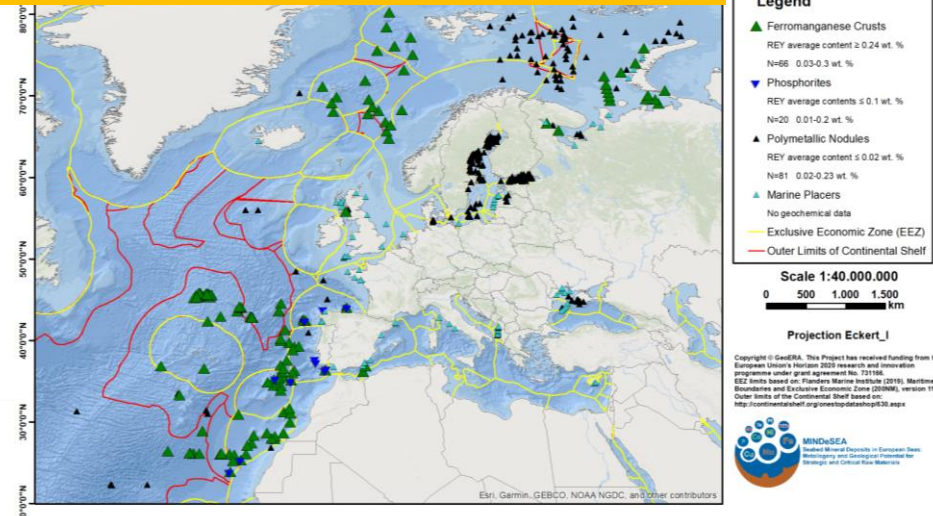 Legend
Ferromanganese Crusts
REY average content ≥ 0.24 wt. %
N=66 0.03-0.3 wt. %
Phosphorites
REY average contents ≤ 0.1 wt. %
N=20 0.01-0.2 wt. %
Polymetallic Nodules
REY average content ≤ 0.02 wt. %
N=81 0.02-0.23 wt. %
Marine Placers
No geochemical data
Exclusive Economic Zone (EEZ)
Outer Limits of Continental Shelf
Scale 1:40.000.000
0 500 1.000 1.500
km
Projection Eckert_I
Copyright © GeoERA. This Project has received funding from
European Union's Horizon 2020 research and innovation
programme under grant agreement No. 731166.
EEZ limits based on: Flanders Marine Institute (2019). Maritime
Boundaries and Exclusive Economic Zone (200NM), version
Outer limits of the Continental Shelf based on:
http://continentalshelf.org/onestopdatashop/630.aspx
MINDeSEA
Seabed Mineral Deposits in European Seas:
Metallogeny and Geological Potential for
Strategic and Critical Raw Materials
80°0'0"N
70°0'0"N
60°0'0"N
50°0'0"N
40°0'0"N
30°0'0"N
Esri, Garmin, GEBCO, NOAA NGDC, and other contributors